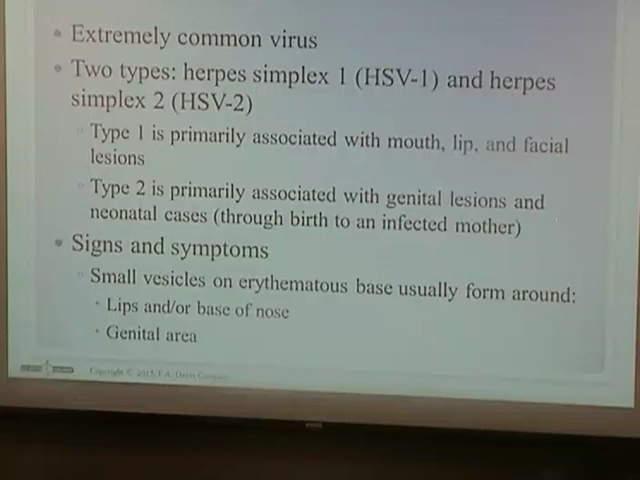 • Extremely common virus
• Two types: herpes simplex 1 (HSV-1) and herpes
simplex 2 (HSV-2)
Type 1 is primarily associated with mouth, lip, and facial
lesions
Type 2 is primarily associated with genital lesions and
neonatal cases (through birth to an infected mother)
• Signs and symptoms
Small vesicles on erythematous base usually form around:
• Lips and/or base of nose
• Genital area
Copyright © 2015, F.A. Davis Company